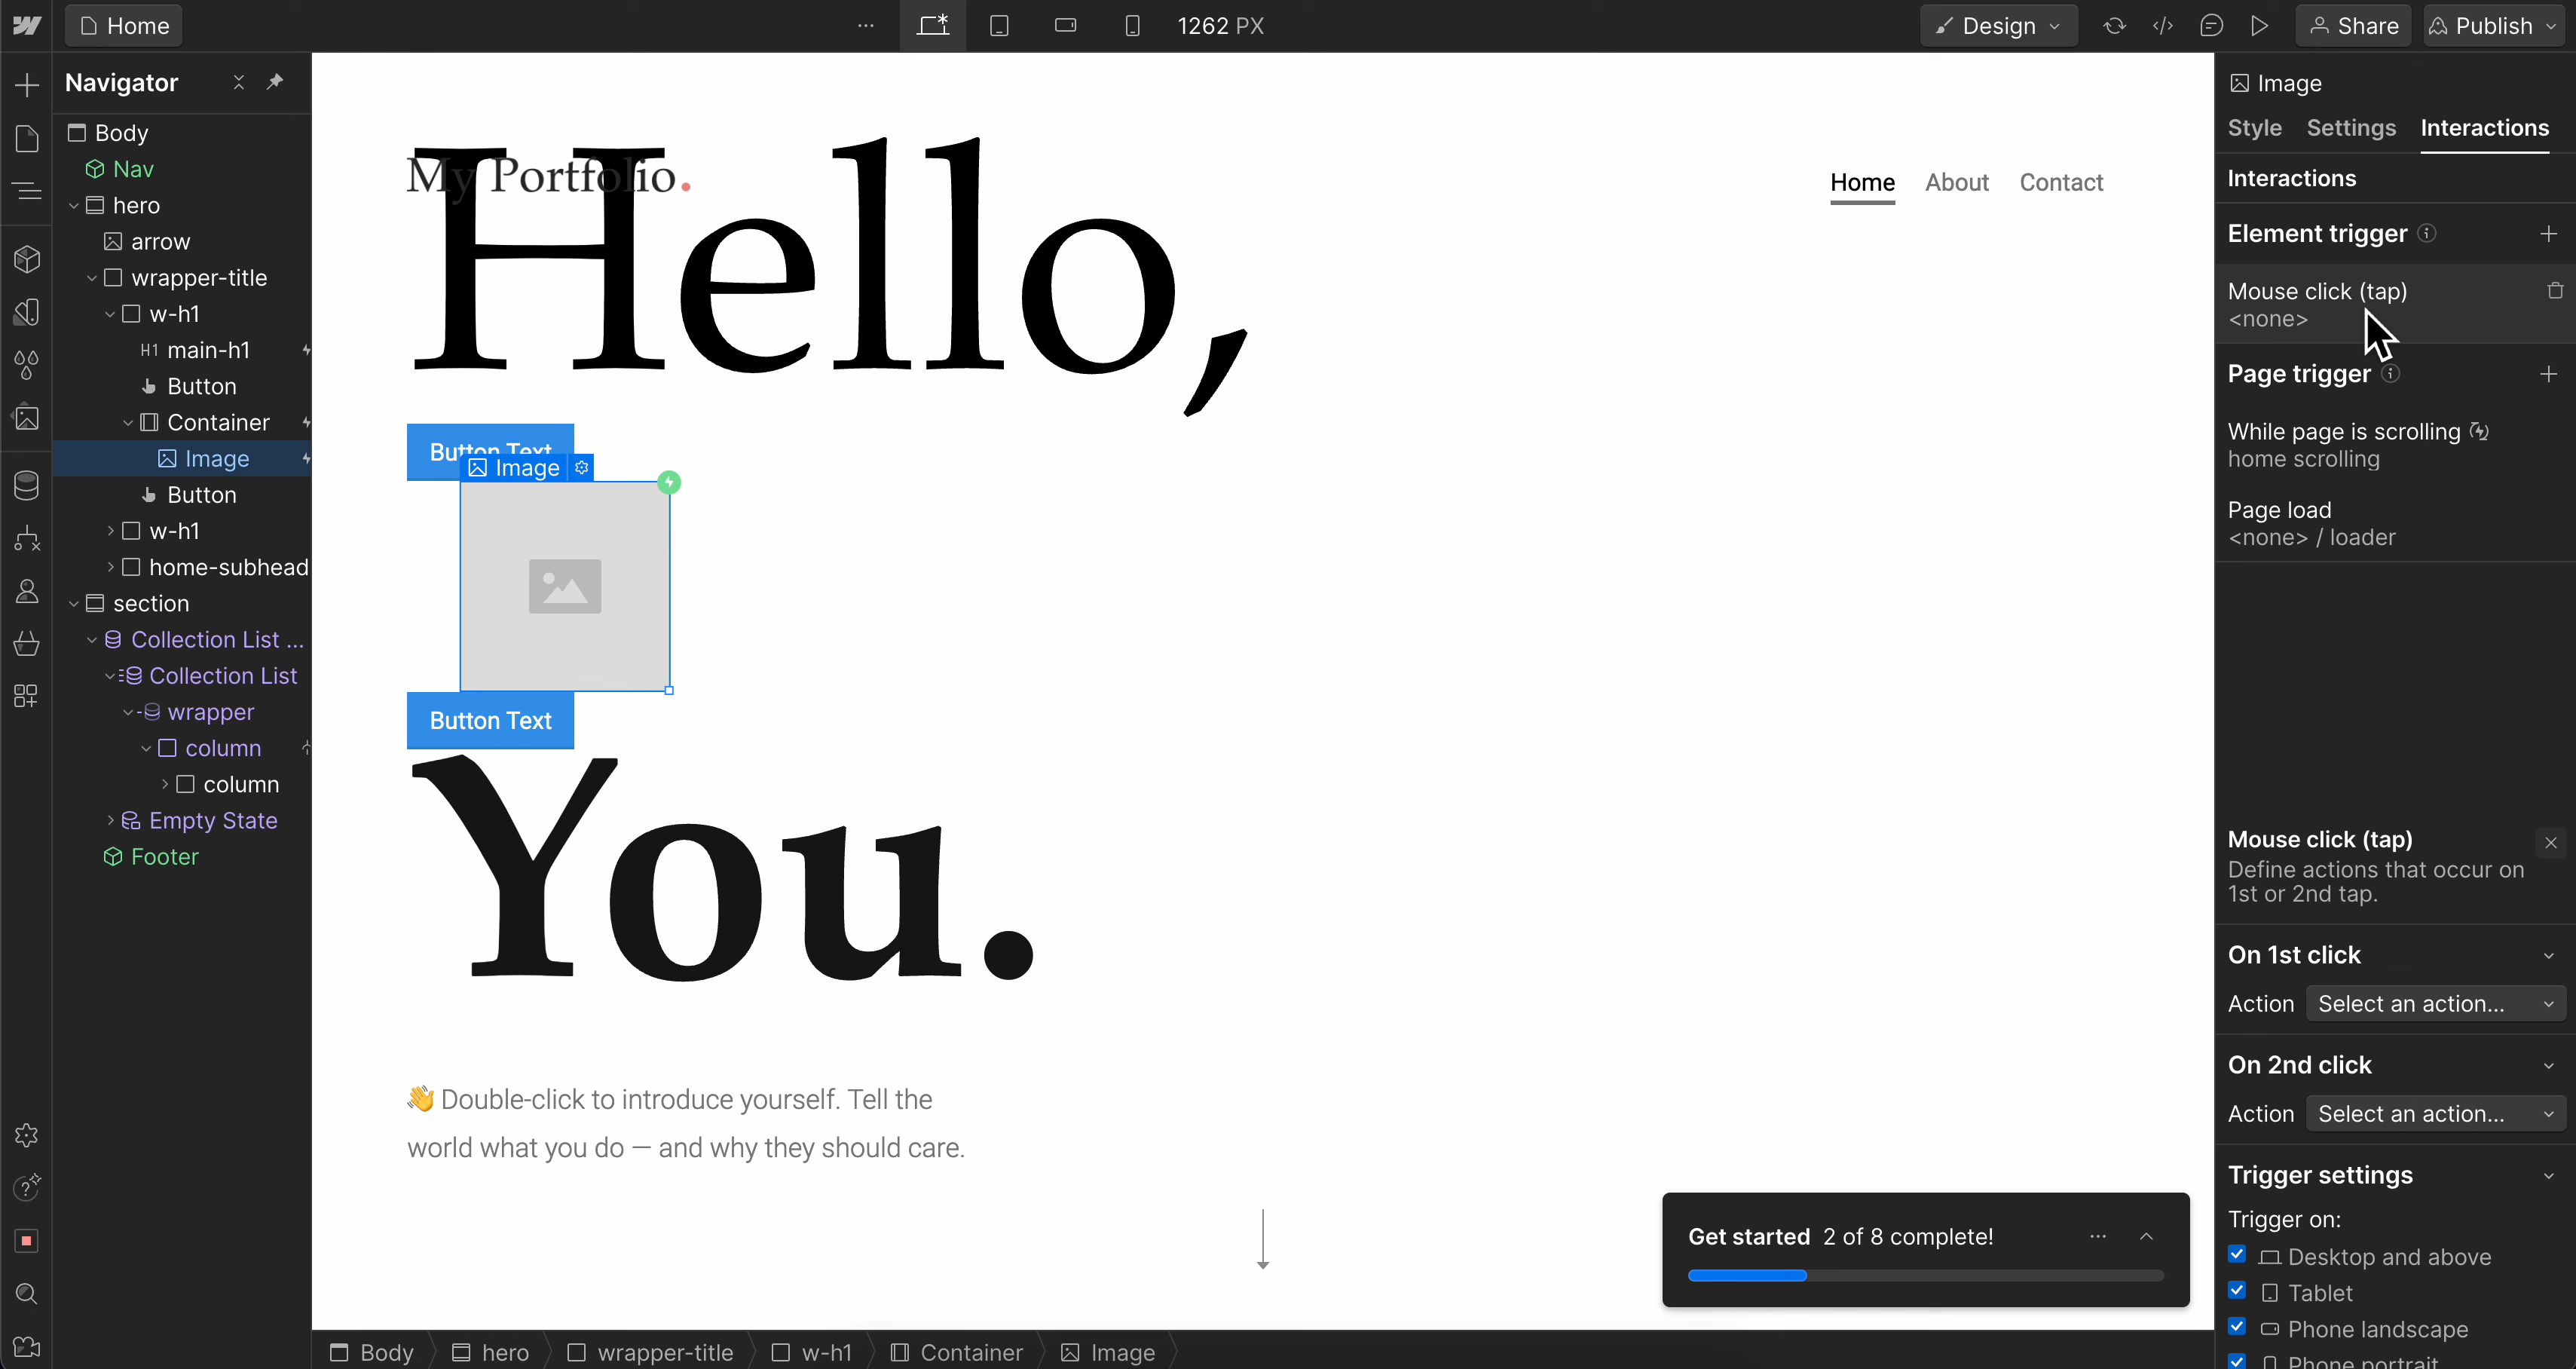 Home
1262 PX
Design
Share
Publish
Navigator
Body
Nav
hero
arrow
wrapper-title
w-h1
H1 main-h1
Button
Container
Image
Button
w-h1
home-subhead
section
Collection List ...
Collection List
wrapper
column
column
Empty State
Footer
My Portfolio.
Home About Contact
Hello,
Button Text
Image
Button Text
You.
👋 Double-click to introduce yourself. Tell the
world what you do — and why they should care.
Get started 2 of 8 complete!
Body hero wrapper-title w-h1 Container Image
Image
Style Settings Interactions
Interactions
Element trigger
Mouse click (tap)
<none>
Page trigger
While page is scrolling
home scrolling
Page load
<none> / loader
Mouse click (tap)
Define actions that occur on
1st or 2nd tap.
On 1st click
Action Select an action...
On 2nd click
Action Select an action...
Trigger settings
Trigger on:
Desktop and above
Tablet
Phone landscape
Phone portrait